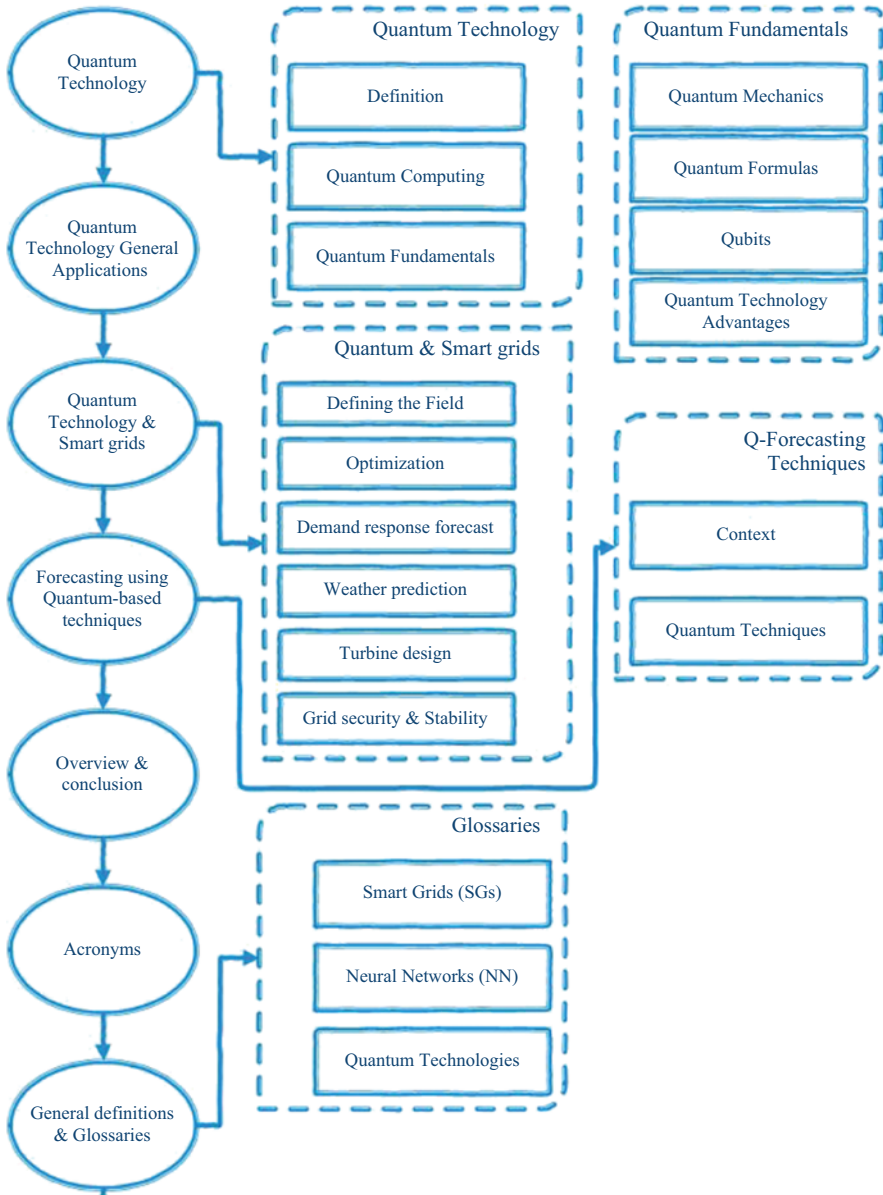 Quantum
Technology
Quantum
Technology General
Applications
Quantum
Technology &
Smart grids
Forecasting using
Quantum-based
techniques
Overview &
conclusion
Acronyms
General definitions
& Glossaries
Quantum Technology
Definition
Quantum Computing
Quantum Fundamentals
Quantum & Smart grids
Defining the Field
Optimization
Demand response forecast
Weather prediction
Turbine design
Grid security & Stability
Glossaries
Smart Grids (SGs)
Neural Networks (NN)
Quantum Technologies
Quantum Fundamentals
Quantum Mechanics
Quantum Formulas
Qubits
Quantum Technology
Advantages
Q-Forecasting
Techniques
Context
Quantum Techniques